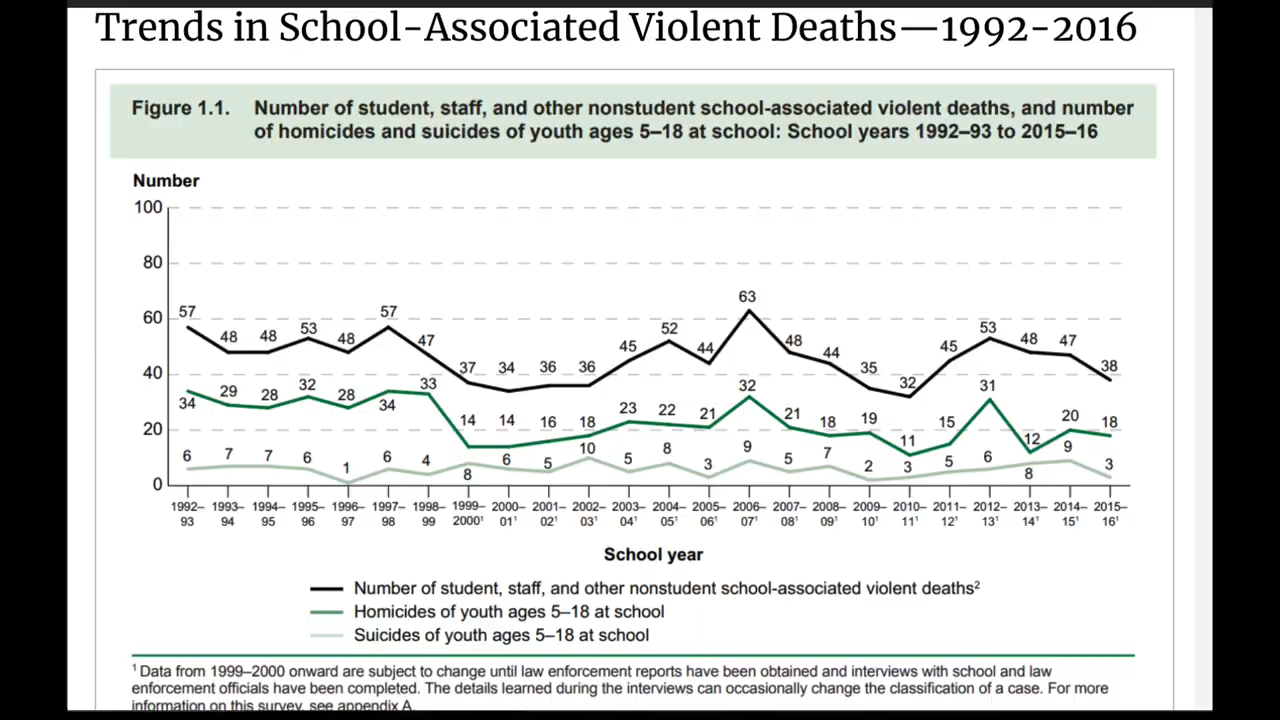 Trends in School-Associated Violent Deaths—1992-2016
Figure 1.1. Number of student, staff, and other nonstudent school-associated violent deaths, and number
of homicides and suicides of youth ages 5–18 at school: School years 1992–93 to 2015–16
Number
100
80
60
40
20
0
57 48 48 53 48 57 47 37 34 36 36 45 52 44 63 48 44 35 32 45 53 48 47 38
34 29 28 32 28 34 33 14 14 16 18 23 22 21 32 21 18 19 11 15 31 12 20 18
6 7 7 6 1 6 4 8 6 5 10 5 8 3 9 5 7 2 3 5 6 8 9 3
1992– 1993– 1994– 1995– 1996– 1997– 1998– 1999– 2000– 2001– 2002– 2003– 2004– 2005– 2006– 2007– 2008– 2009– 2010– 2011– 2012– 2013– 2014– 2015–
93 94 95 96 97 98 99 2000¹ 01¹ 02¹ 03¹ 04¹ 05¹ 06¹ 07¹ 08¹ 09¹ 10¹ 11¹ 12¹ 13¹ 14¹ 15¹ 16¹
School year
Number of student, staff, and other nonstudent school-associated violent deaths²
Homicides of youth ages 5–18 at school
Suicides of youth ages 5–18 at school
¹ Data from 1999–2000 onward are subject to change until law enforcement reports have been obtained and interviews with school and law
enforcement officials have been completed. The details learned during the interviews can occasionally change the classification of a case. For more
information on this survey, see appendix A.